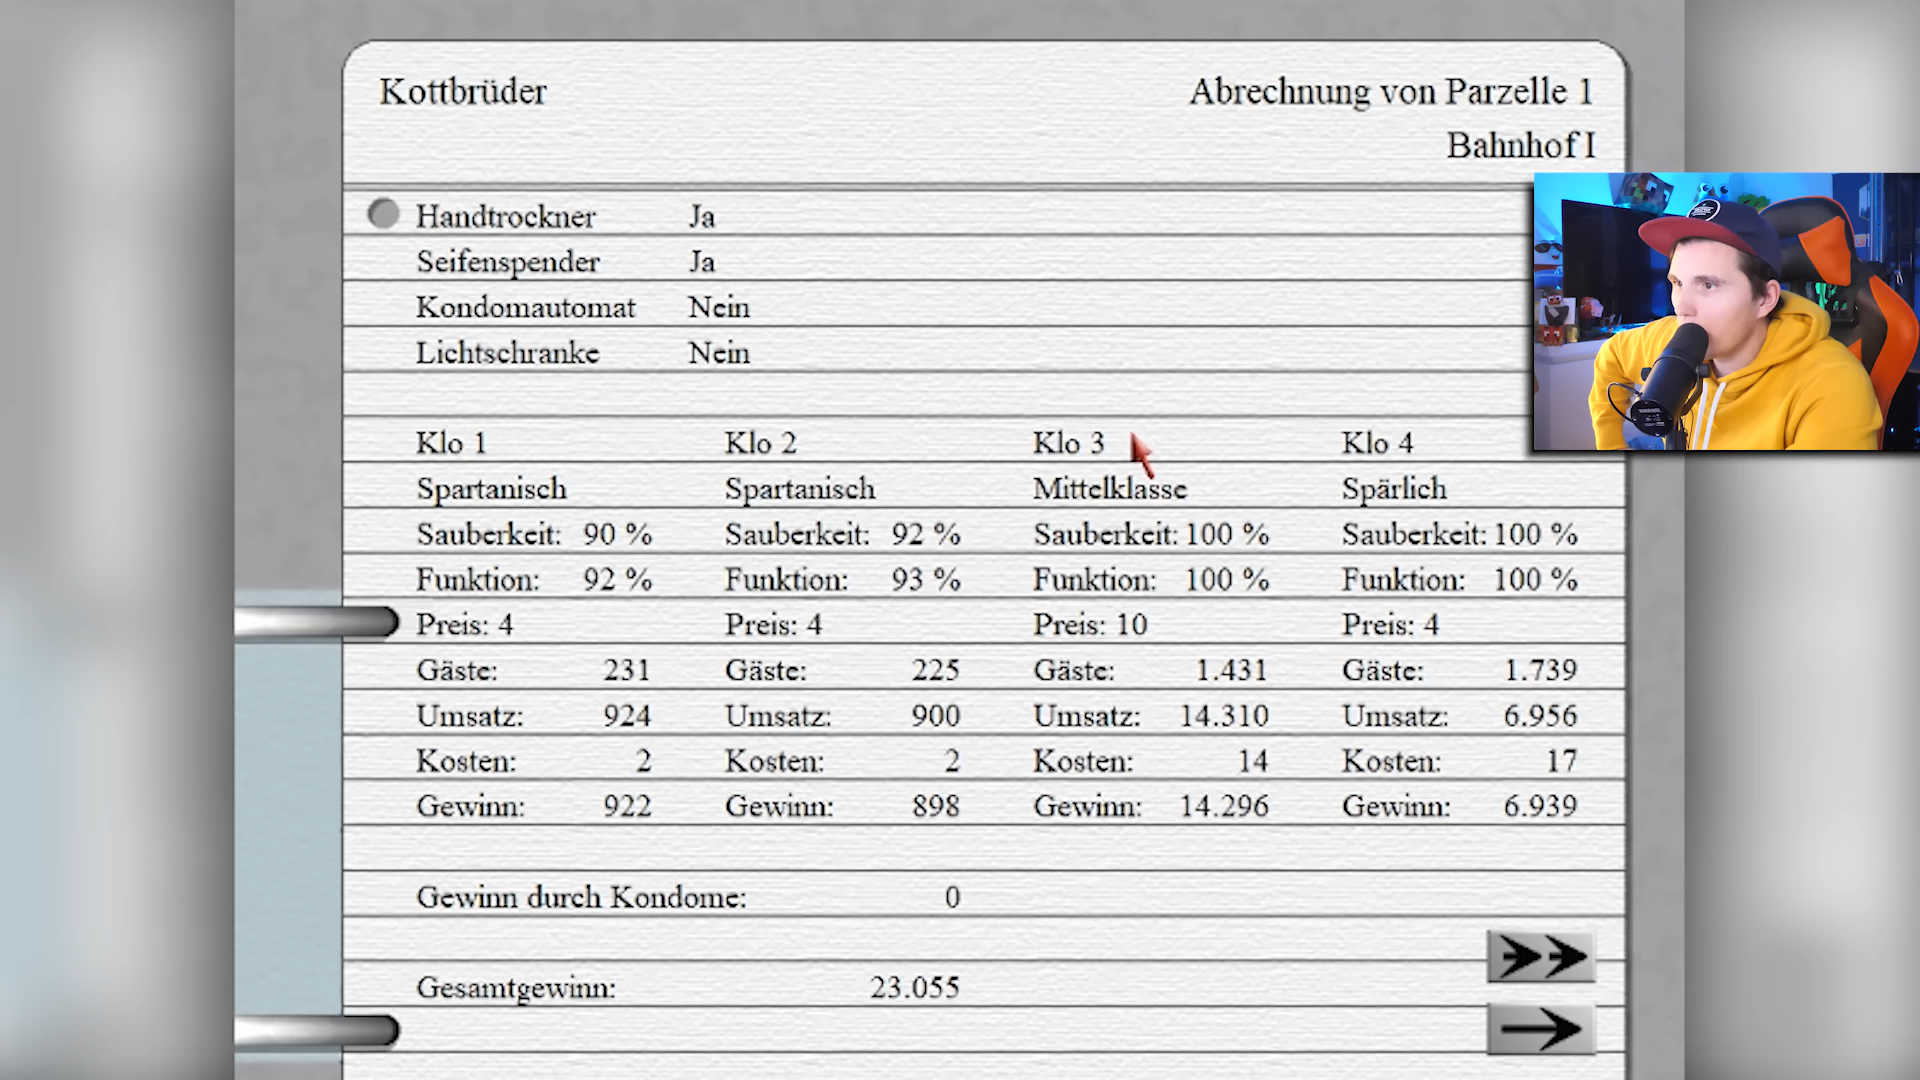 Kottbrüder Abrechnung von Parzelle 1
Bahnhof I
Handtrockner Ja
Seifenspender Ja
Kondomautomat Nein
Lichtschranke Nein
Klo 1 Klo 2 Klo 3 Klo 4
Spartanisch Spartanisch Mittelklasse Spärlich
Sauberkeit: 90 % Sauberkeit: 92 % Sauberkeit: 100 % Sauberkeit: 100 %
Funktion: 92 % Funktion: 93 % Funktion: 100 % Funktion: 100 %
Preis: 4 Preis: 4 Preis: 10 Preis: 4
Gäste: 231 Gäste: 225 Gäste: 1.431 Gäste: 1.739
Umsatz: 924 Umsatz: 900 Umsatz: 14.310 Umsatz: 6.956
Kosten: 2 Kosten: 2 Kosten: 14 Kosten: 17
Gewinn: 922 Gewinn: 898 Gewinn: 14.296 Gewinn: 6.939
Gewinn durch Kondome: 0
Gesamtgewinn: 23.055